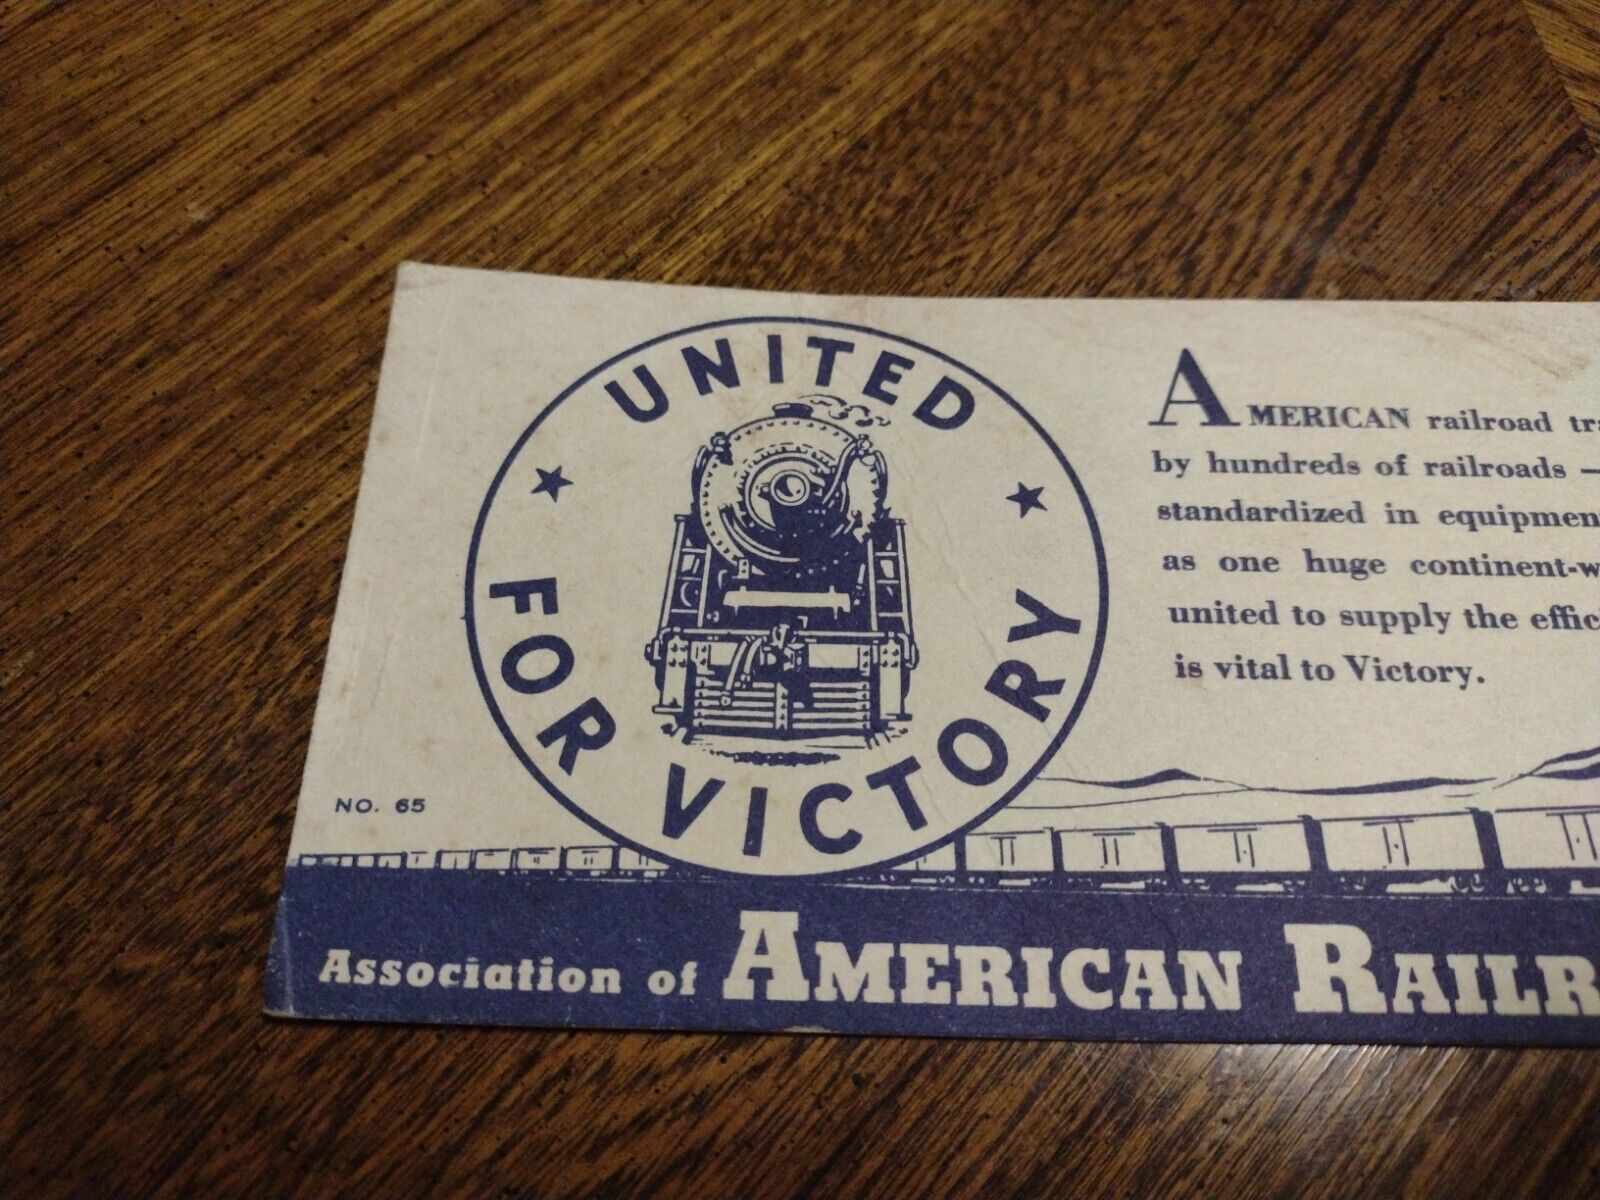 UNITED
FOR VICTORY
AMERICAN railroad tra
by hundreds of railroads —
standardized in equipmen
as one huge continent-w
united to supply the effic
is vital to Victory.
NO. 65
Association of AMERICAN RAILR